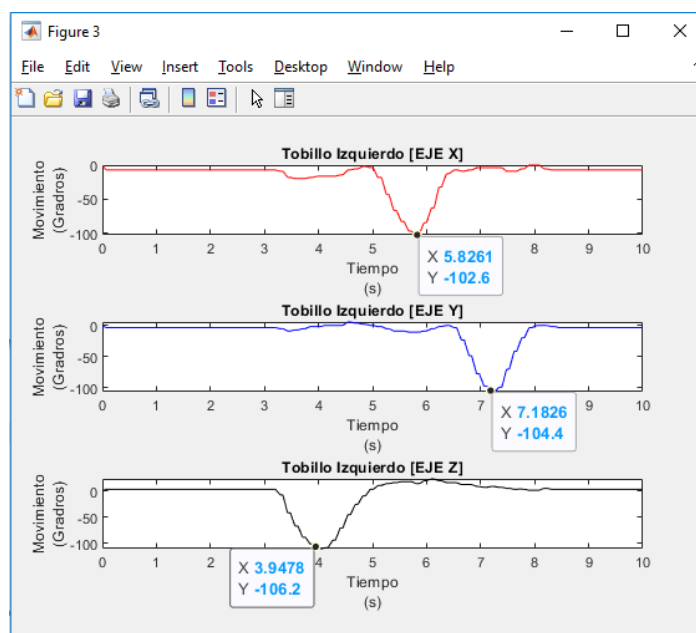 Figure 3
File Edit View Insert Tools Desktop Window Help
Tobillo Izquierdo [EJE X]
Movimiento
(Gradros)
0
-50
-100
0 1 2 3 4 5 6 7 8 9 10
Tiempo
(s)
X 5.8261
Y -102.6
Tobillo Izquierdo [EJE Y]
Movimiento
(Gradros)
0
-50
-100
0 1 2 3 4 5 6 7 8 9 10
Tiempo
(s)
X 7.1826
Y -104.4
Tobillo Izquierdo [EJE Z]
Movimiento
(Gradros)
0
-50
-100
0 1 2 3 4 5 6 7 8 9 10
Tiempo
(s)
X 3.9478
Y -106.2